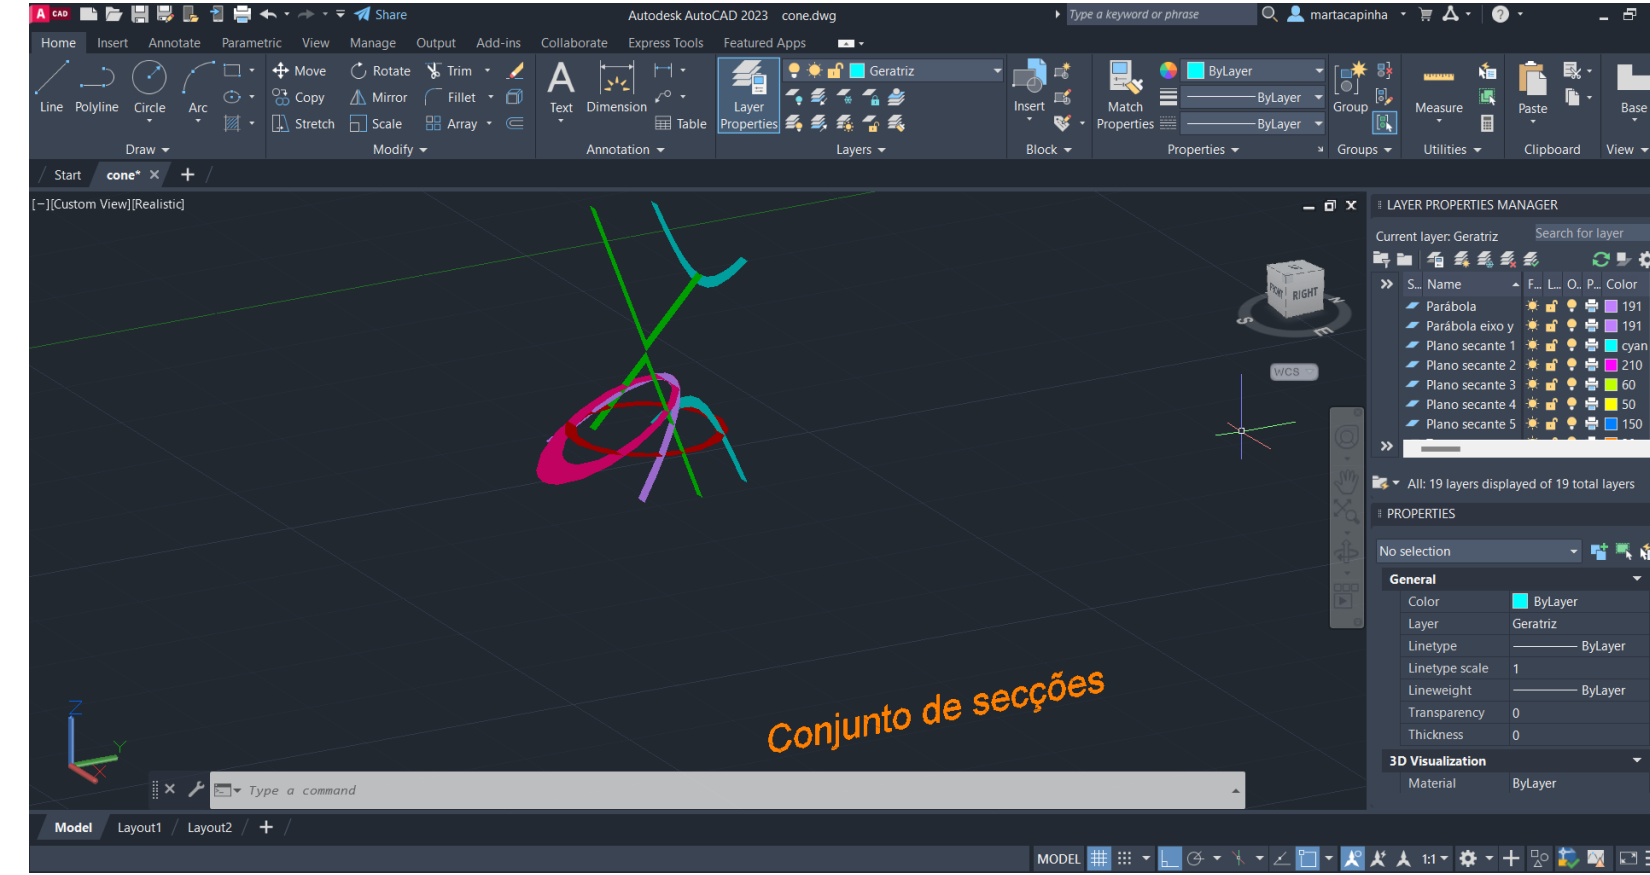 A CAD Share Autodesk AutoCAD 2023 cone.dwg Type a keyword or phrase martacapinha ?
Home Insert Annotate Parametric View Manage Output Add-ins Collaborate Express Tools Featured Apps
Line Polyline Circle Arc
Move Rotate Trim
Copy Mirror Fillet
Stretch Scale Array
Text Dimension Table
Layer Properties
Geratriz
Insert
Match Properties
ByLayer
ByLayer
ByLayer
Group
Measure
Paste
Base
Draw Modify Annotation Layers Block Properties Groups Utilities Clipboard View
Start cone* × +
[−][Custom View][Realistic]
RIGHT
S
E
N
WCS
Conjunto de secções
Z
Y
X
Type a command
Model Layout1 Layout2 +
LAYER PROPERTIES MANAGER
Current layer: Geratriz Search for layer
S... Name F... L... O.. P... Color
Parábola 191
Parábola eixo y 191
Plano secante 1 cyan
Plano secante 2 210
Plano secante 3 60
Plano secante 4 50
Plano secante 5 150
All: 19 layers displayed of 19 total layers
PROPERTIES
No selection
General
Color ByLayer
Layer Geratriz
Linetype ByLayer
Linetype scale 1
Lineweight ByLayer
Transparency 0
Thickness 0
3D Visualization
Material ByLayer
MODEL 1:1